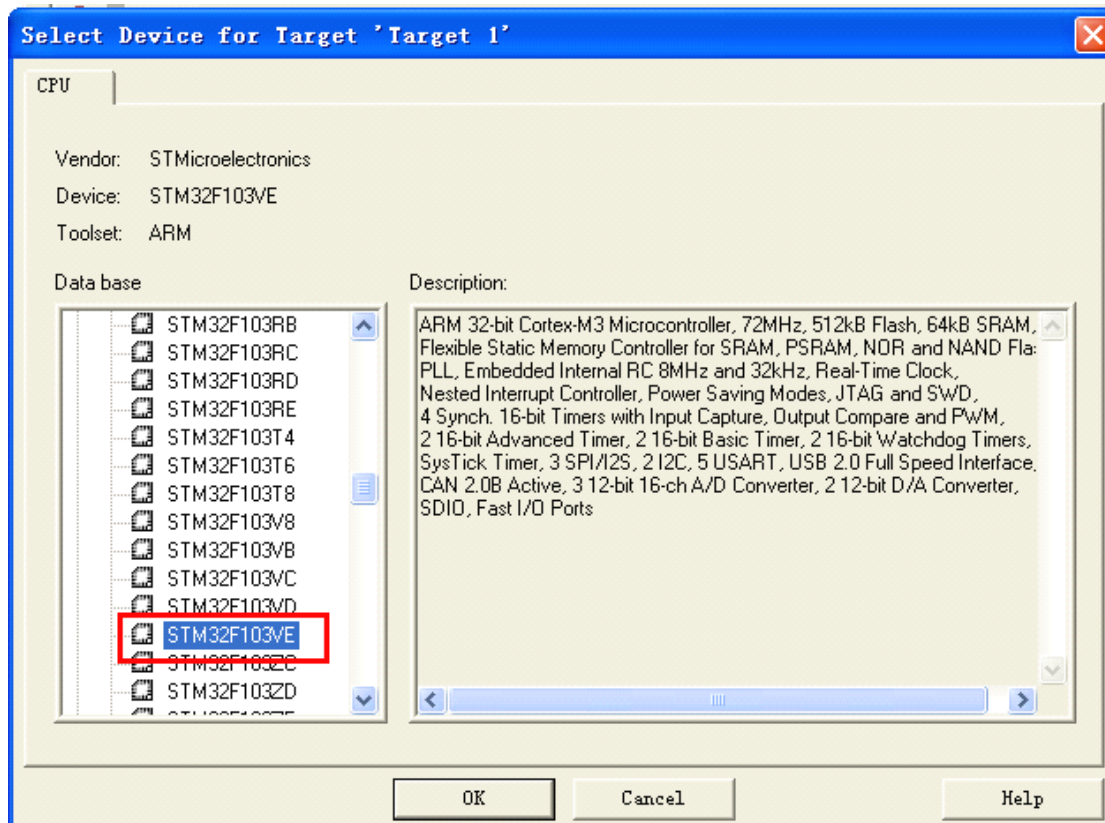 Select Device for Target 'Target 1'
CPU
Vendor: STMicroelectronics
Device: STM32F103VE
Toolset: ARM
Data base
STM32F103RB
STM32F103RC
STM32F103RD
STM32F103RE
STM32F103T4
STM32F103T6
STM32F103T8
STM32F103V8
STM32F103VB
STM32F103VC
STM32F103VD
STM32F103VE
STM32F103ZC
STM32F103ZD
Description:
ARM 32-bit Cortex-M3 Microcontroller, 72MHz, 512kB Flash, 64kB SRAM,
Flexible Static Memory Controller for SRAM, PSRAM, NOR and NAND Fla
PLL, Embedded Internal RC 8MHz and 32kHz, Real-Time Clock,
Nested Interrupt Controller, Power Saving Modes, JTAG and SWD,
4 Synch. 16-bit Timers with Input Capture, Output Compare and PWM,
2 16-bit Advanced Timer, 2 16-bit Basic Timer, 2 16-bit Watchdog Timers,
SysTick Timer, 3 SPI/I2S, 2 I2C, 5 USART, USB 2.0 Full Speed Interface,
CAN 2.0B Active, 3 12-bit 16-ch A/D Converter, 2 12-bit D/A Converter,
SDIO, Fast I/O Ports
OK
Cancel
Help